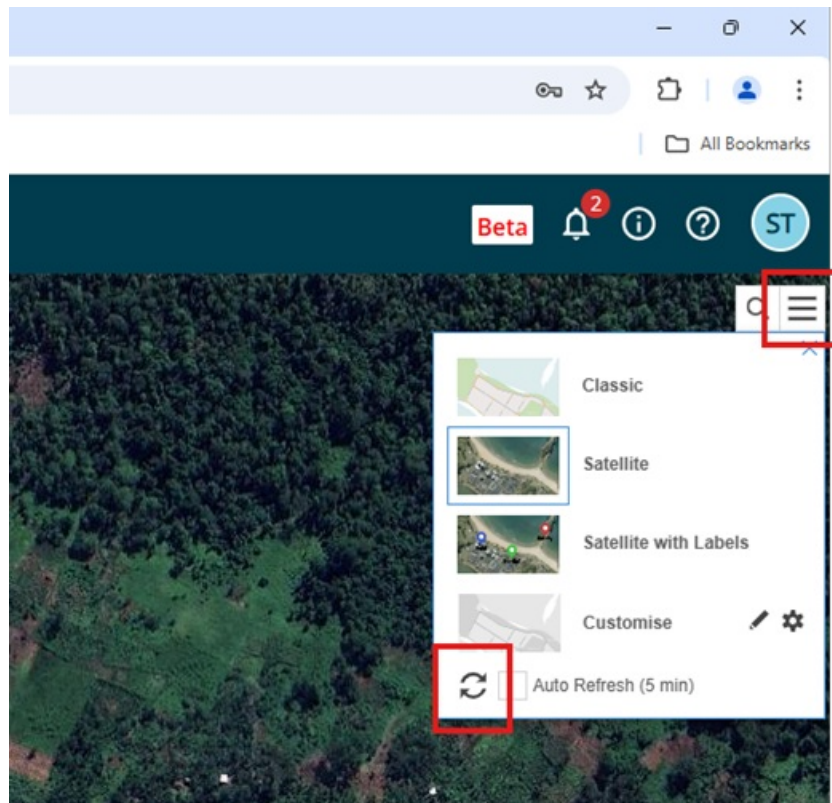 All Bookmarks
Beta
2
ST
Classic
Satellite
Satellite with Labels
Customise
Auto Refresh (5 min)